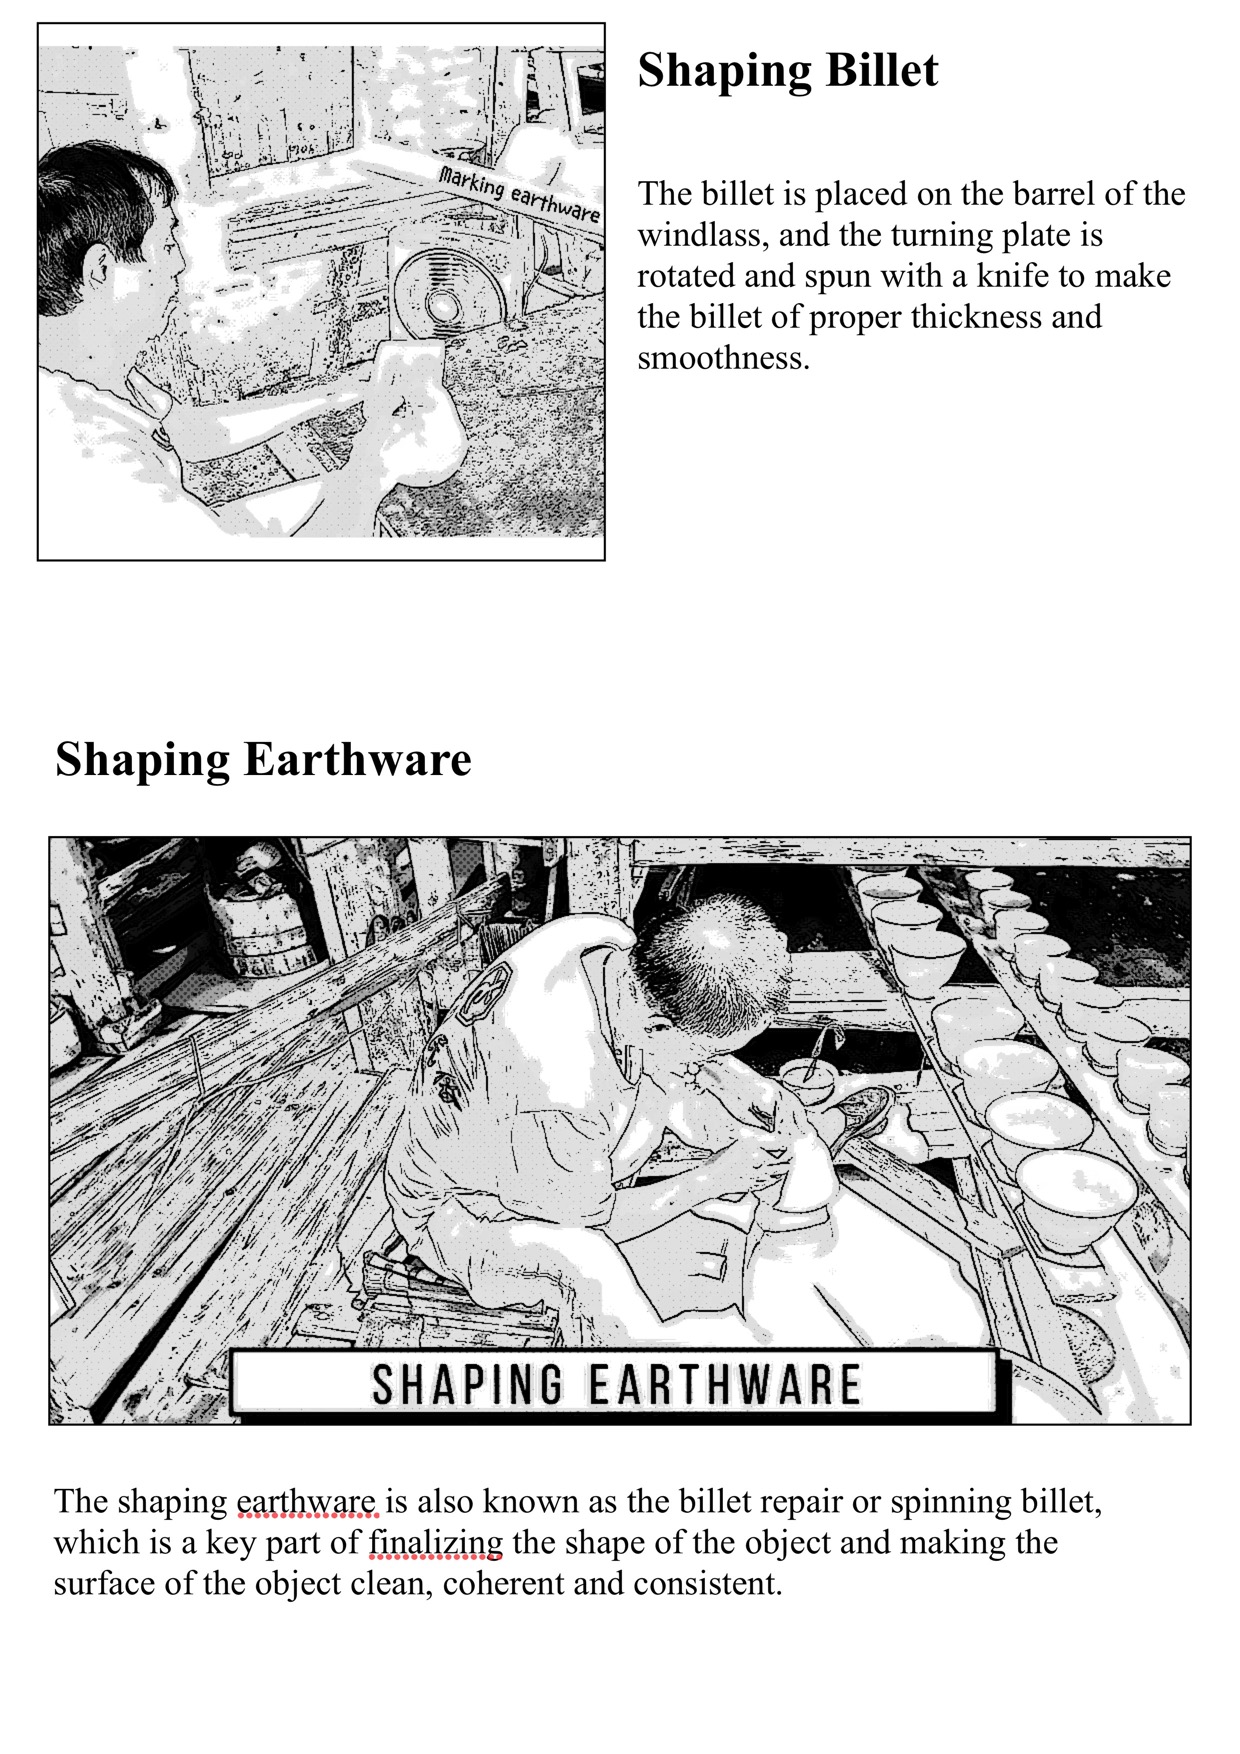 Shaping Billet
marking earthware
The billet is placed on the barrel of the
windlass, and the turning plate is
rotated and spun with a knife to make
the billet of proper thickness and
smoothness.
Shaping Earthware
SHAPING EARTHWARE
The shaping earthware is also known as the billet repair or spinning billet,
which is a key part of finalizing the shape of the object and making the
surface of the object clean, coherent and consistent.